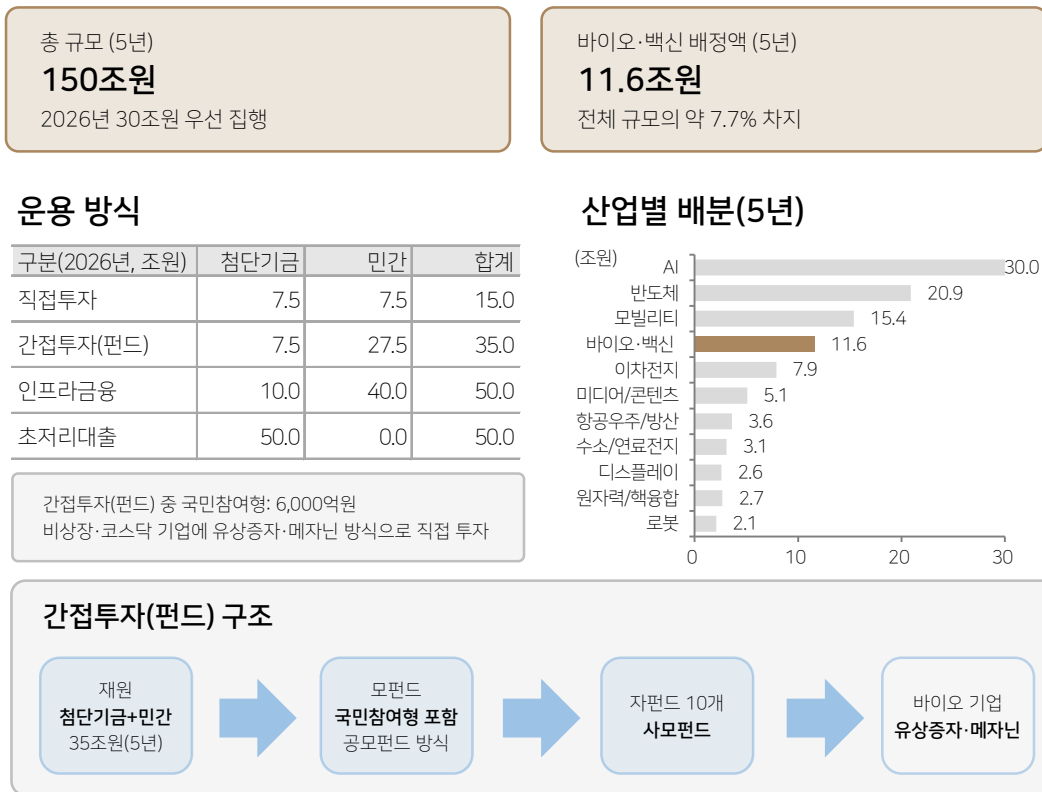 총 규모 (5년)
150조원
2026년 30조원 우선 집행
바이오·백신 배정액 (5년)
11.6조원
전체 규모의 약 7.7% 차지
운용 방식
구분(2026년, 조원) 첨단기금 민간 합계
직접투자 7.5 7.5 15.0
간접투자(펀드) 7.5 27.5 35.0
인프라금융 10.0 40.0 50.0
초저리대출 50.0 0.0 50.0
간접투자(펀드) 중 국민참여형: 6,000억원
비상장·코스닥 기업에 유상증자·메자닌 방식으로 직접 투자
산업별 배분(5년)
(조원)
AI 30.0
반도체 20.9
모빌리티 15.4
바이오·백신 11.6
이차전지 7.9
미디어/콘텐츠 5.1
항공우주/방산 3.6
수소/연료전지 3.1
디스플레이 2.6
원자력/핵융합 2.7
로봇 2.1
0 10 20 30
간접투자(펀드) 구조
재원
첨단기금+민간
35조원(5년)
모펀드
국민참여형 포함
공모펀드 방식
자펀드 10개
사모펀드
바이오 기업
유상증자·메자닌